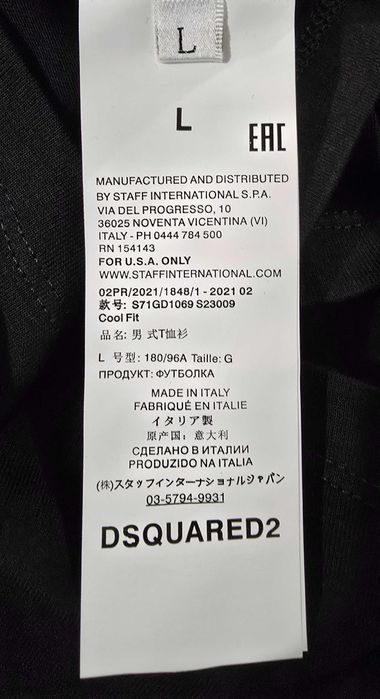 L
L
EAC
MANUFACTURED AND DISTRIBUTED
BY STAFF INTERNATIONAL S.P.A.
VIA DEL PROGRESSO, 10
36025 NOVENTA VICENTINA (VI)
ITALY - PH 0444 784 500
RN 154143
FOR U.S.A. ONLY
WWW.STAFFINTERNATIONAL.COM
02PR/2021/1848/1 - 2021 02
款号: S71GD1069 S23009
Cool Fit
品名: 男 式T恤衫
L 号型: 180/96A Taille: G
ПРОДУКТ: ФУТБОЛКА
MADE IN ITALY
FABRIQUÉ EN ITALIE
イタリア製
原产国: 意大利
СДЕЛАНО В ИТАЛИИ
PRODUZIDO NA ITALIA
(株)スタッフインターナショナルジャパン
03-5794-9931
DSQUARED2